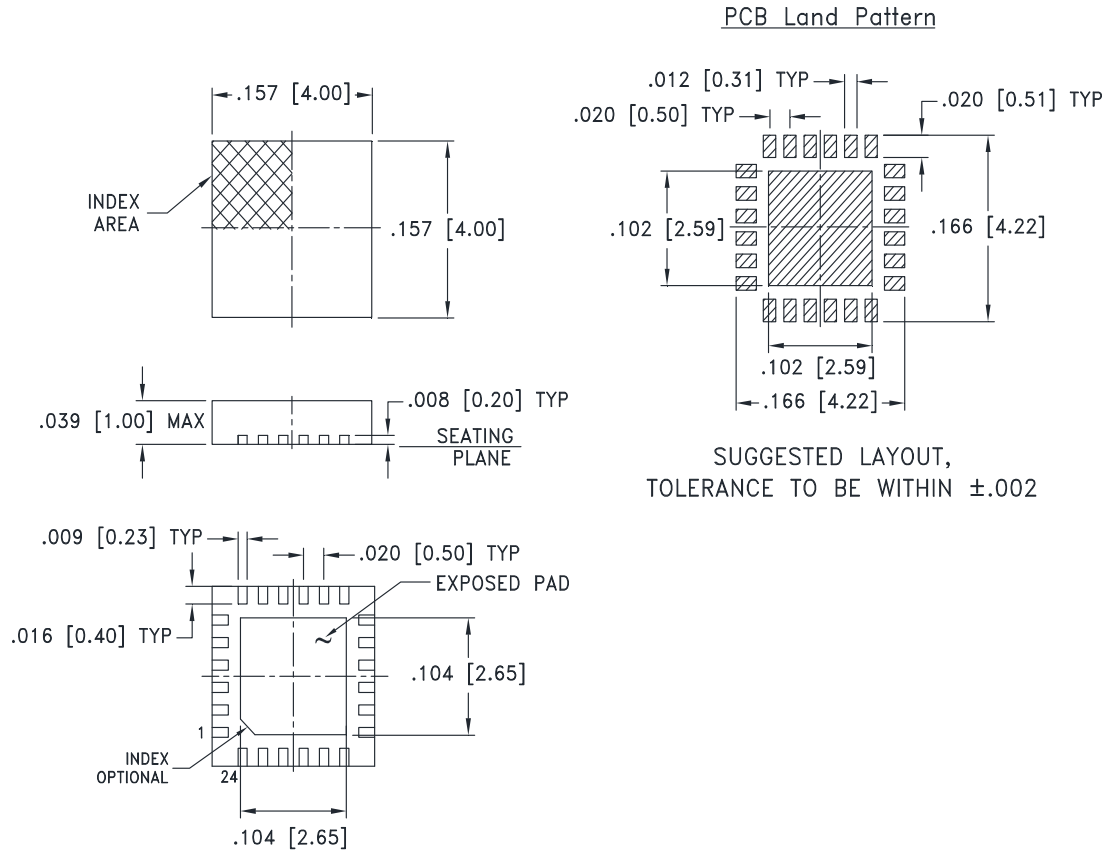 PCB Land Pattern
.157 [4.00]
INDEX
AREA
.157 [4.00]
.012 [0.31] TYP
.020 [0.50] TYP
.020 [0.51] TYP
.102 [2.59]
.166 [4.22]
.102 [2.59]
.166 [4.22]
SUGGESTED LAYOUT,
TOLERANCE TO BE WITHIN ±.002
.039 [1.00] MAX
.008 [0.20] TYP
SEATING
PLANE
.009 [0.23] TYP
.020 [0.50] TYP
EXPOSED PAD
.016 [0.40] TYP
.104 [2.65]
1
INDEX
OPTIONAL
24
.104 [2.65]